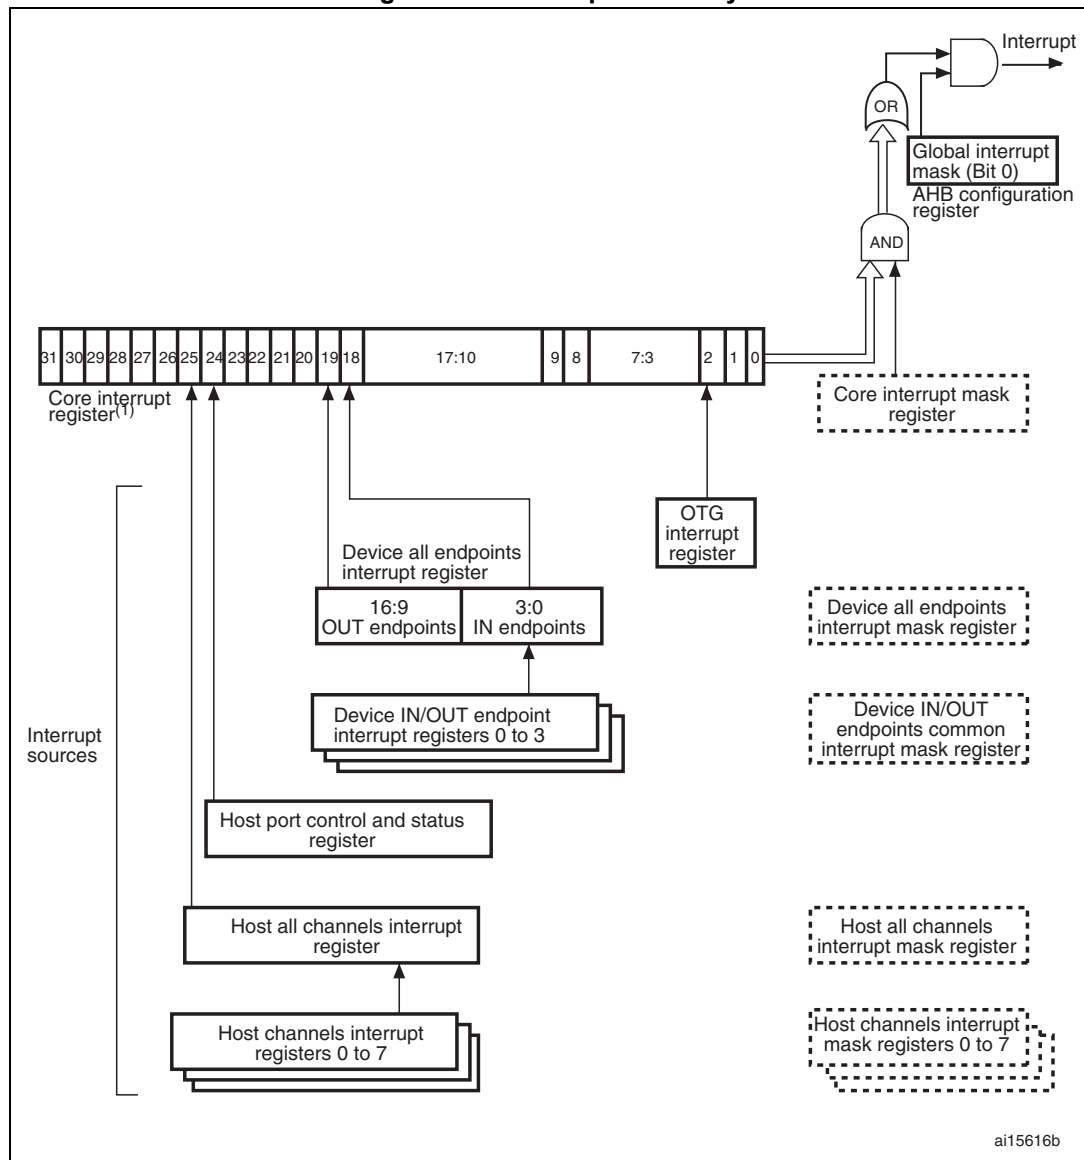 Interrupt
OR
Global interrupt
mask (Bit 0)
AHB configuration
register
AND
31 30 29 28 27 26 25 24 23 22 21 20 19 18 17:10 9 8 7:3 2 1 0
Core interrupt
register(1)
Core interrupt mask
register
OTG
interrupt
register
Device all endpoints
interrupt register
16:9
OUT endpoints
3:0
IN endpoints
Device all endpoints
interrupt mask register
Device IN/OUT endpoint
interrupt registers 0 to 3
Device IN/OUT
endpoints common
interrupt mask register
Interrupt
sources
Host port control and status
register
Host all channels interrupt
register
Host all channels
interrupt mask register
Host channels interrupt
registers 0 to 7
Host channels interrupt
mask registers 0 to 7
ai15616b